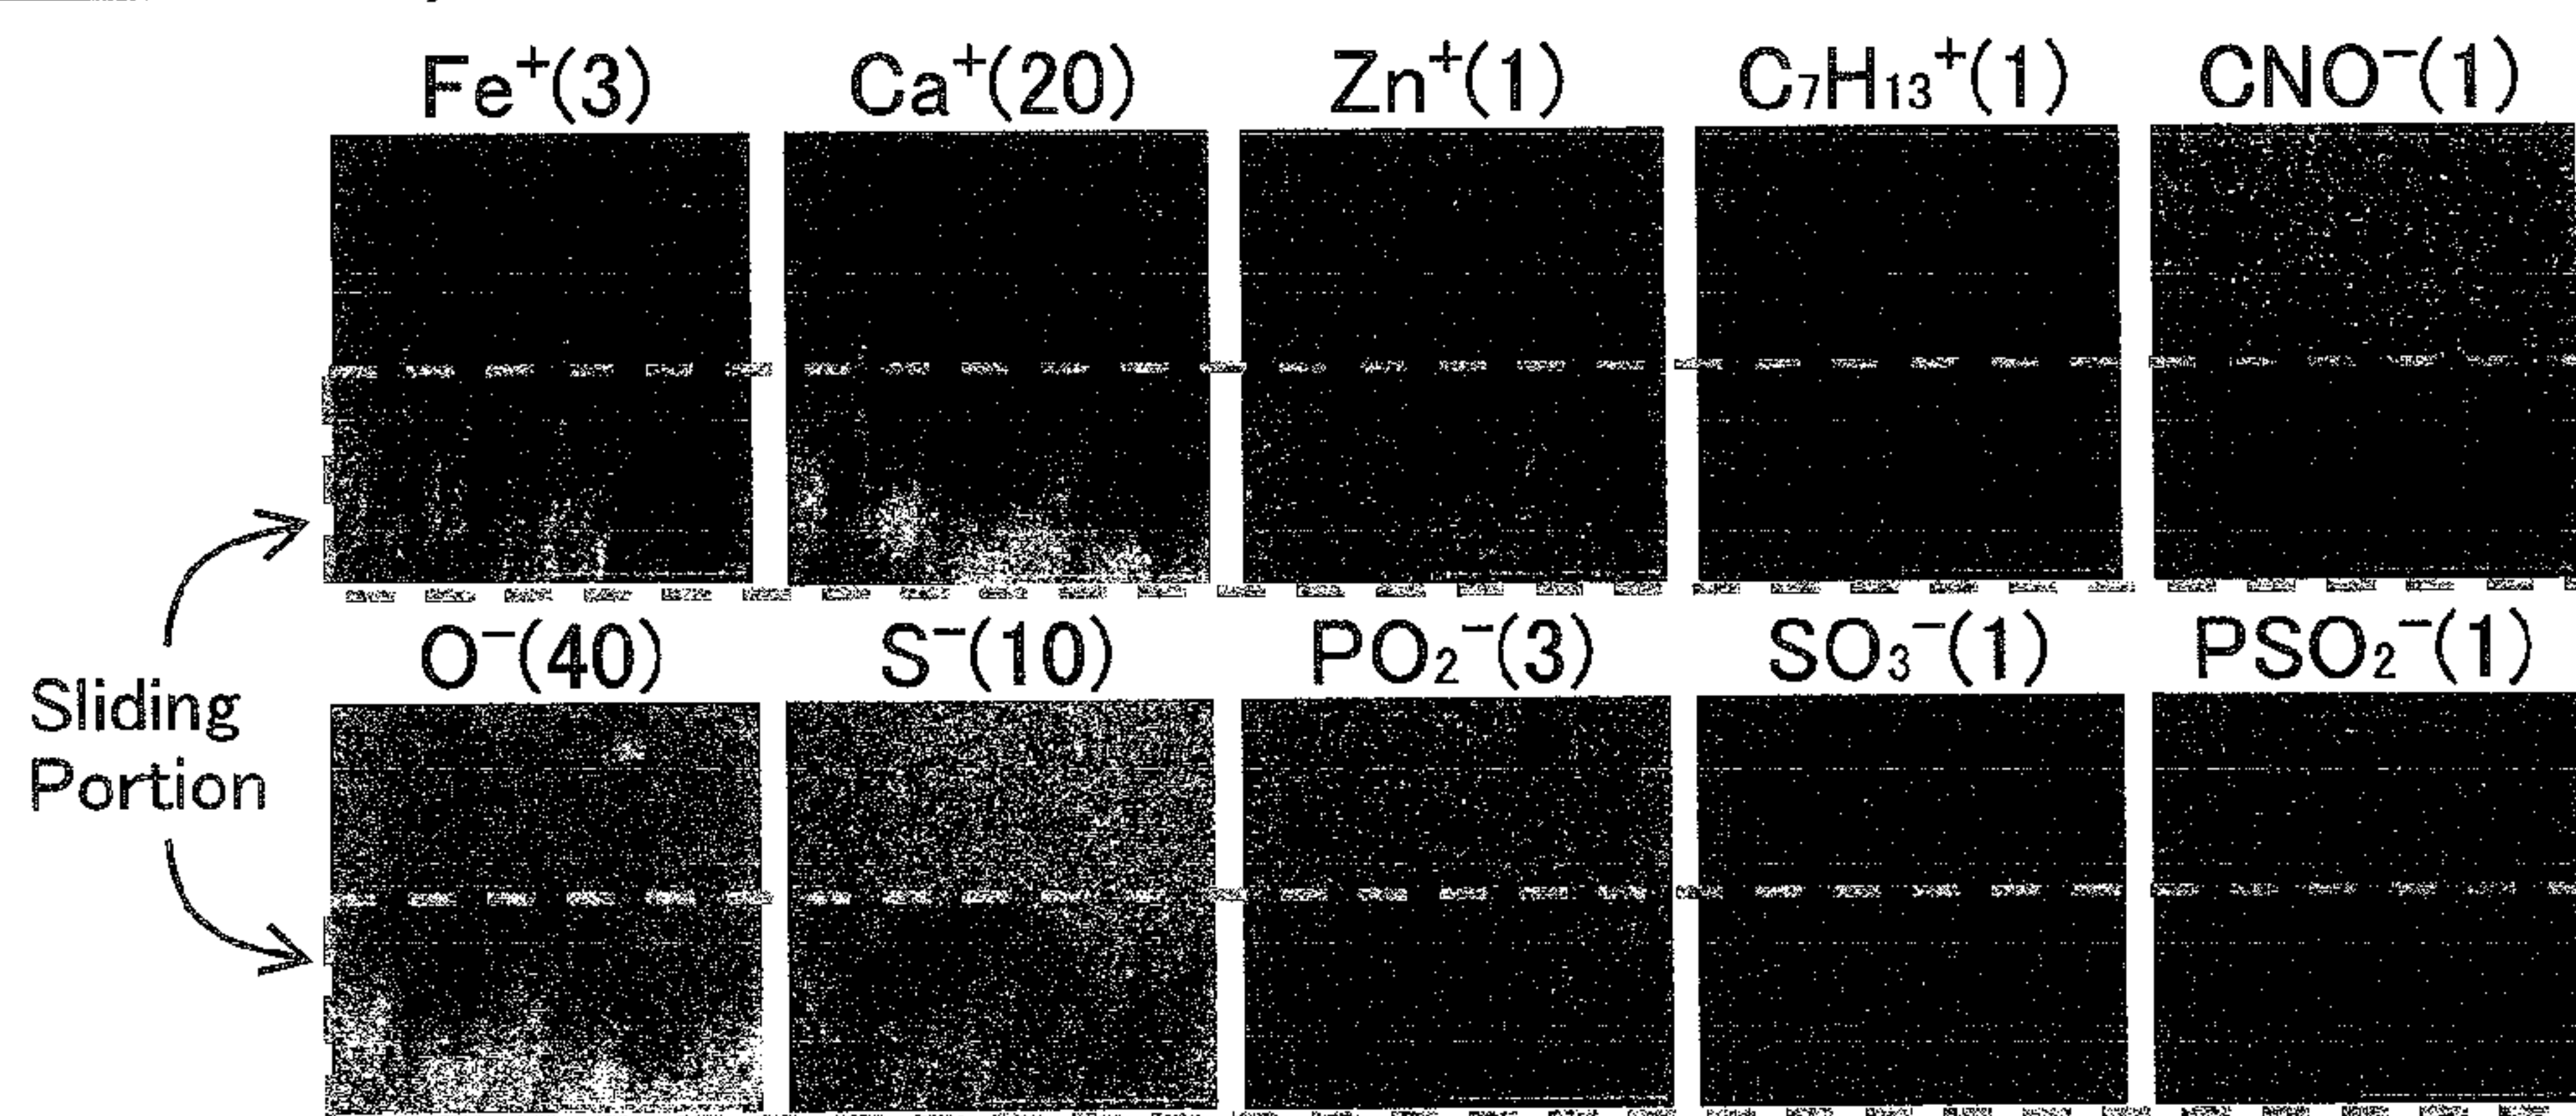 Fe⁺(3) Ca⁺(20) Zn⁺(1) C₇H₁₃⁺(1) CNO⁻(1)
O⁻(40) S⁻(10) PO₂⁻(3) SO₃⁻(1) PSO₂⁻(1)
Sliding
Portion